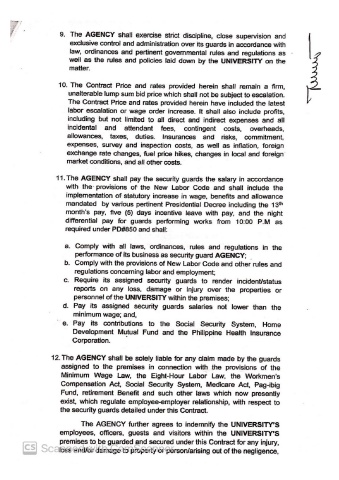 9. The AGENCY shall exercise strict discipline, close supervision and
exclusive control and administration over its guards in accordance with
law, ordinances and pertinent governmental rules and regulations as
well as the rules and policies laid down by the UNIVERSITY on the
matter.
10. The Contract Price and rates provided herein shall remain a firm,
unalterable lump sum bid price which shall not be subject to escalation.
The Contract Price and rates provided herein have included the latest
labor escalation or wage order increase. It shall also include profits,
including but not limited to all direct and indirect expenses and all
incidental and attendant fees, contingent costs, overheads,
allowances, taxes, duties. Insurances and risks, commitment,
expenses, survey and inspection costs, as well as inflation, foreign
exchange rate changes, fuel price hikes, changes in local and foreign
market conditions, and all other costs.
11. The AGENCY shall pay the security guards the salary in accordance
with the provisions of the New Labor Code and shall include the
implementation of statutory increase in wage, benefits and allowance
mandated by various pertinent Presidential Decree including the 13th
month's pay, five (5) days incentive leave with pay, and the night
differential pay for guards performing works from 10:00 P.M as
required under PD#850 and shall:
a. Comply with all laws, ordinances, rules and regulations in the
performance of its business as security guard AGENCY;
b. Comply with the provisions of New Labor Code and other rules and
regulations concerning labor and employment;
c. Require its assigned security guards to render incident/status
reports on any loss, damage or injury over the properties or
personnel of the UNIVERSITY within the premises;
d. Pay its assigned security guards salaries not lower than the
minimum wage; and,
e. Pay its contributions to the Social Security System, Home
Development Mutual Fund and the Philippine Health Insurance
Corporation.
12. The AGENCY shall be solely liable for any claim made by the guards
assigned to the premises in connection with the provisions of the
Minimum Wage Law, the Eight-Hour Labor Law, the Workmen's
Compensation Act, Social Security System, Medicare Act, Pag-ibig
Fund, retirement Benefit and such other laws which now presently
exist, which regulate employee-employer relationship, with respect to
the security guards detailed under this Contract.
The AGENCY further agrees to indemnify the UNIVERSITY'S
employees, officers, guests and visitors within the UNIVERSITY'S
premises to be guarded and secured under this Contract for any injury,
loss and/or damage to property or person/arising out of the negligence,
CS